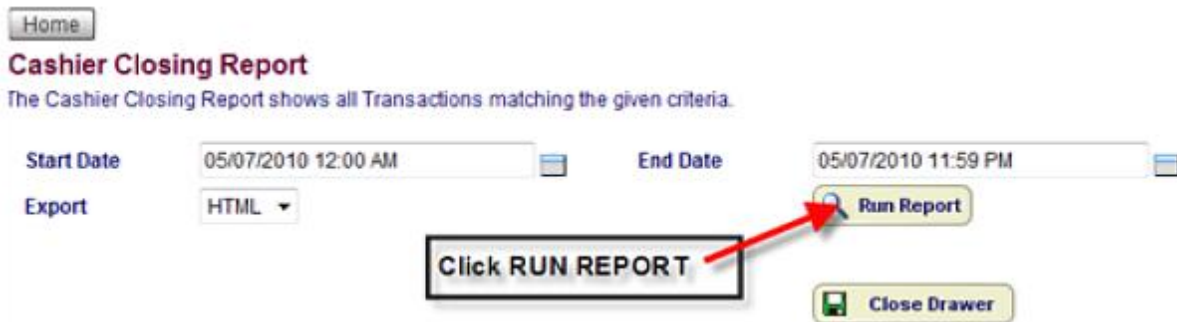 Home
Cashier Closing Report
The Cashier Closing Report shows all Transactions matching the given criteria.
Start Date 05/07/2010 12:00 AM End Date 05/07/2010 11:59 PM
Export HTML Run Report
Click RUN REPORT
Close Drawer